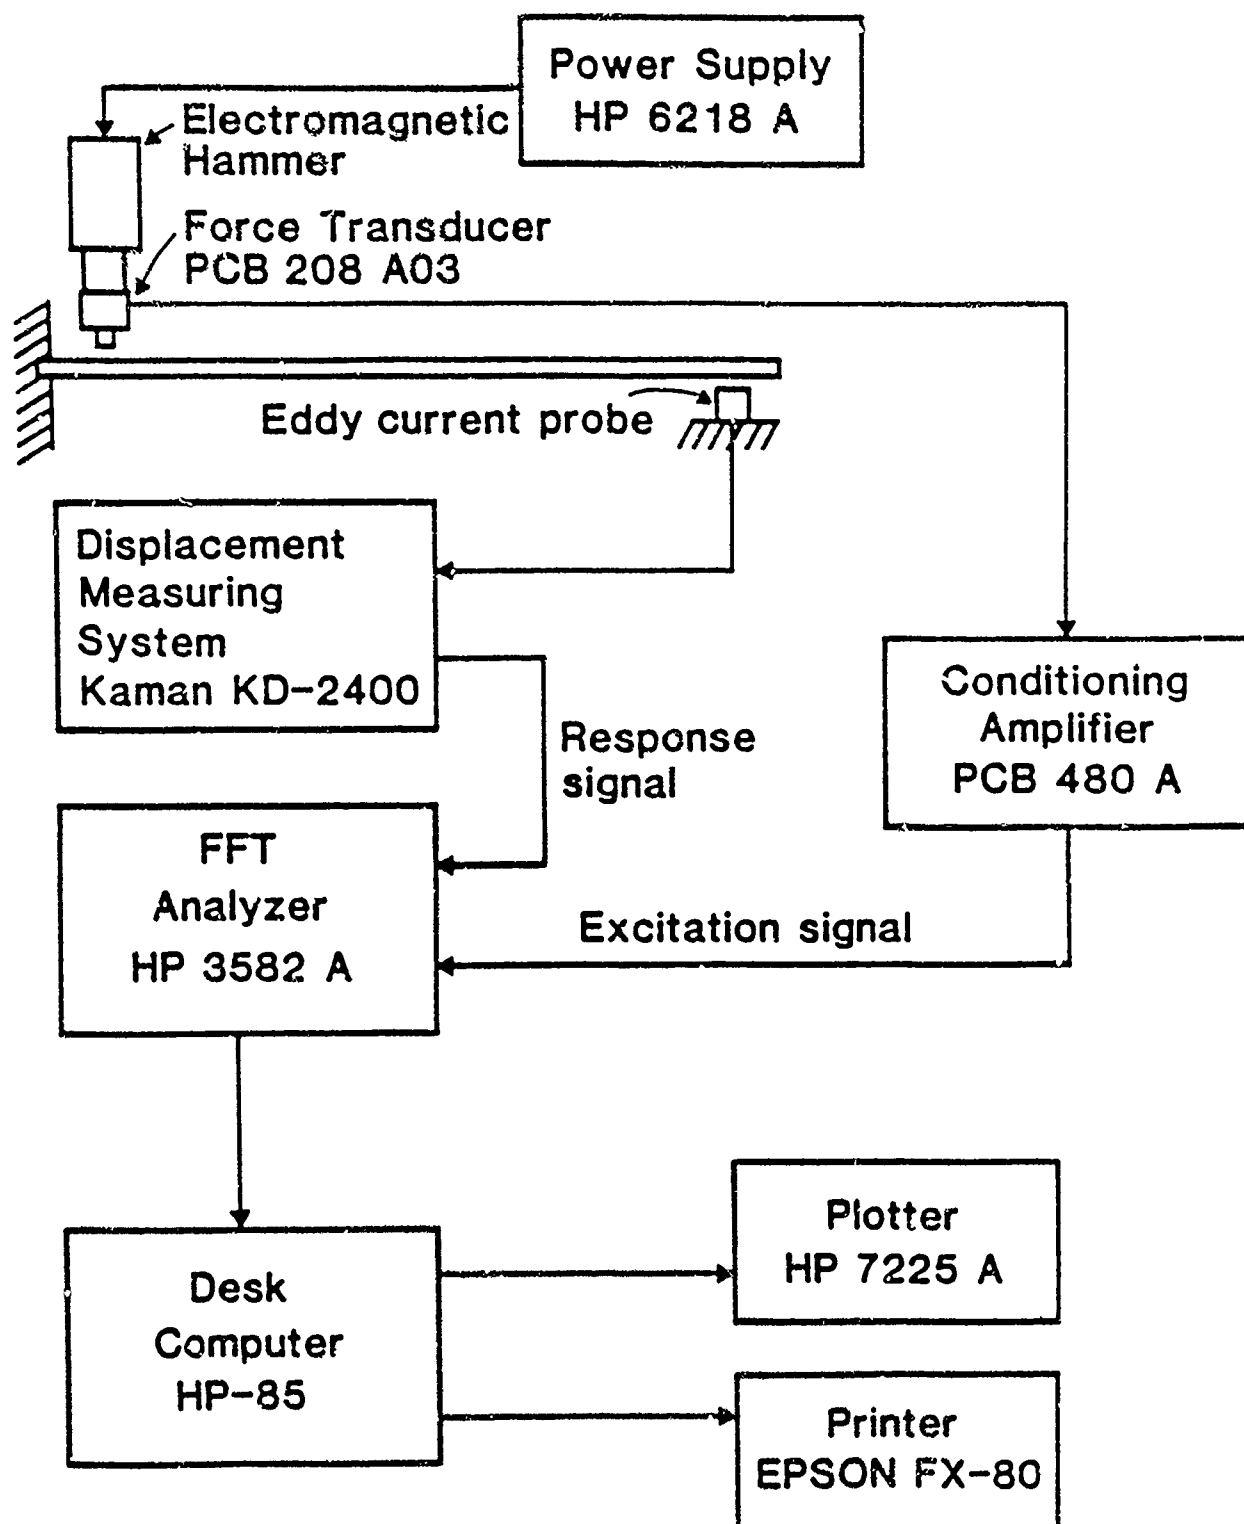 Power Supply
HP 6218 A
Electromagnetic
Hammer
Force Transducer
PCB 208 A03
Eddy current probe
Displacement
Measuring
System
Kaman KD-2400
Response
signal
Conditioning
Amplifier
PCB 480 A
FFT
Analyzer
HP 3582 A
Excitation signal
Desk
Computer
HP-85
Plotter
HP 7225 A
Printer
EPSON FX-80